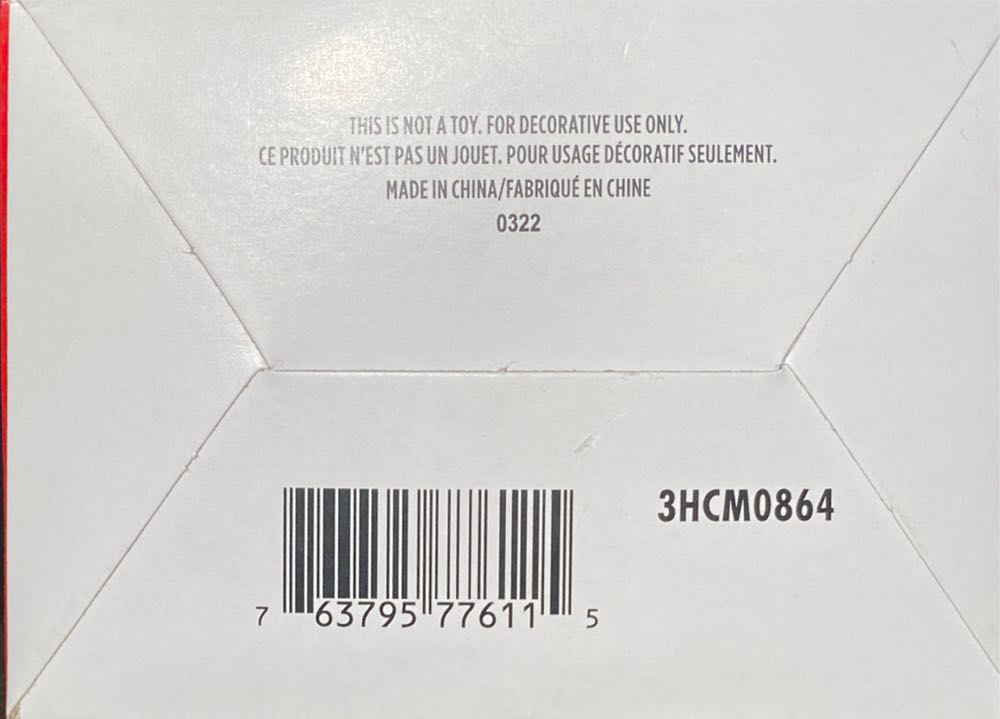 THIS IS NOT A TOY. FOR DECORATIVE USE ONLY.
CE PRODUIT N'EST PAS UN JOUET. POUR USAGE DÉCORATIF SEULEMENT.
MADE IN CHINA/FABRIQUÉ EN CHINE
0322
3HCM0864
7 63795 77611 5